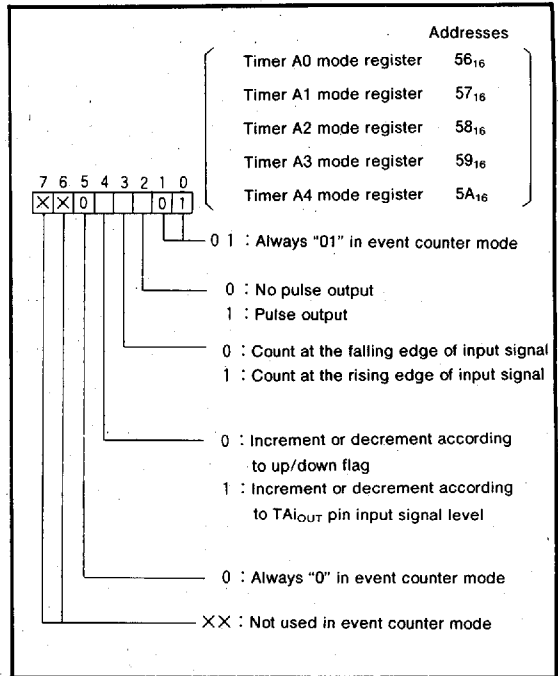 Addresses
Timer A0 mode register 56₁₆
Timer A1 mode register 57₁₆
Timer A2 mode register 58₁₆
Timer A3 mode register 59₁₆
Timer A4 mode register 5A₁₆
7 6 5 4 3 2 1 0
× × 0 0 1
0 1 : Always "01" in event counter mode
0 : No pulse output
1 : Pulse output
0 : Count at the falling edge of input signal
1 : Count at the rising edge of input signal
0 : Increment or decrement according
to up/down flag
1 : Increment or decrement according
to TAiOUT pin input signal level
0 : Always "0" in event counter mode
×× : Not used in event counter mode